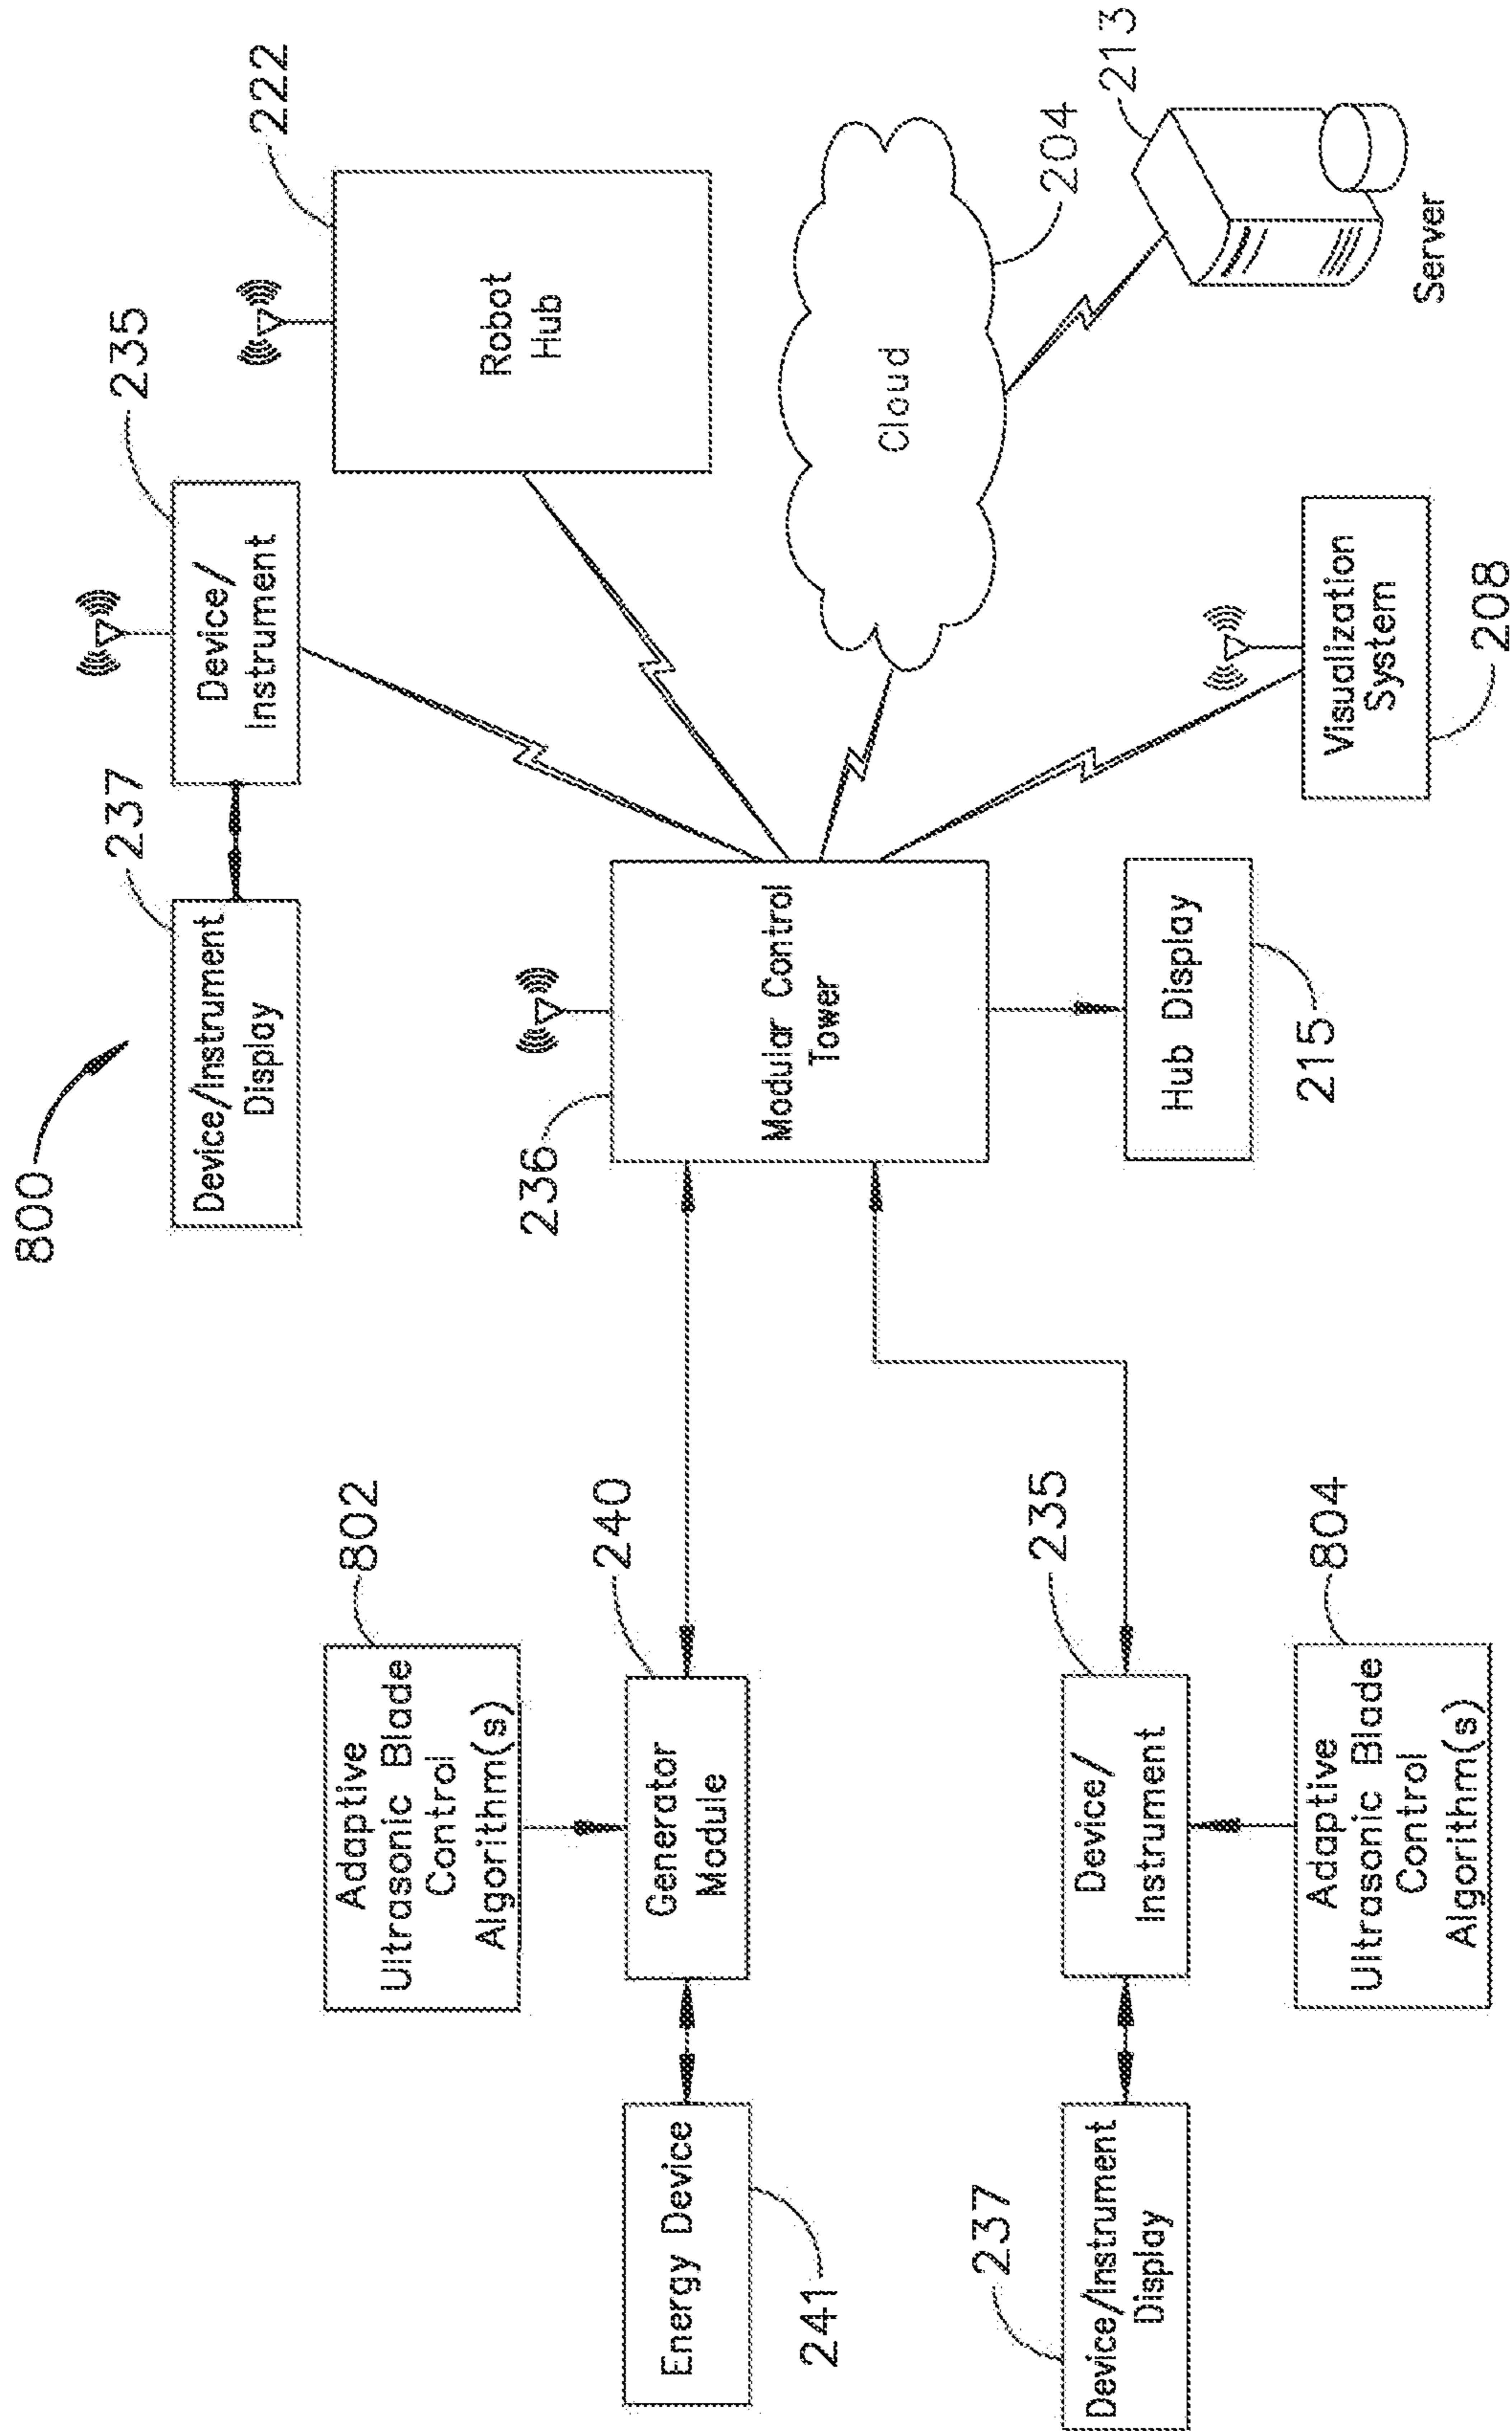 800
237
235
222
Device/Instrument
Display
Device/
Instrument
Robot
Hub
802
Adaptive
Ultrasonic Blade
Control
Algorithm(s)
236
240
Energy Device
Generator
Module
241
Modular Control
Tower
Cloud
204
213
Server
237
235
Device/Instrument
Display
Device/
Instrument
Hub Display
215
804
Adaptive
Ultrasonic Blade
Control
Algorithm(s)
Visualization
System
208